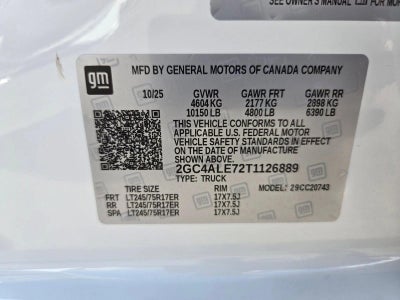 SEE OWNER'S MANUAL
FOR MOR
gm
MFD BY GENERAL MOTORS OF CANADA COMPANY
10/25 GVWR GAWR FRT GAWR RR
4604 KG 2177 KG 2898 KG
10150 LB 4800 LB 6390 LB
THIS VEHICLE CONFORMS TO ALL
APPLICABLE U.S. FEDERAL MOTOR
VEHICLE SAFETY STANDARDS IN EFFECT
ON THE DATE OF MANUFACTURE
SHOWN ABOVE.
2GC4ALE72T1126889
TYPE: TRUCK
TIRE SIZE RIM MODEL: 29CC20743
FRT LT245/75R17ER 17X7.5J
RR LT245/75R17ER 17X7.5J
SPA LT245/75R17ER 17X7.5J